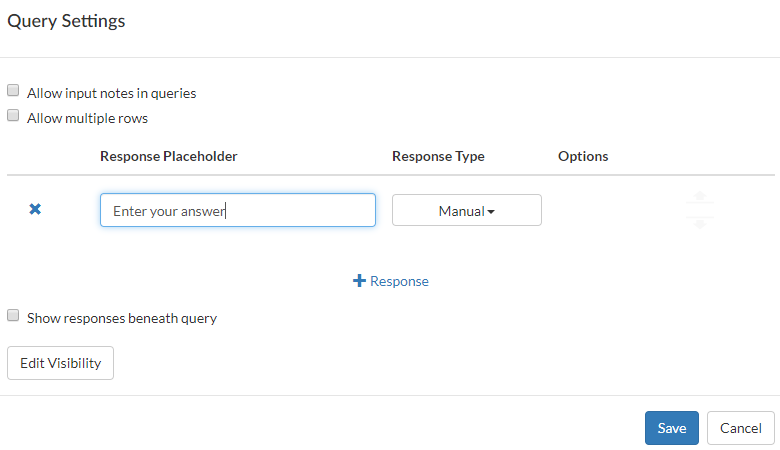 Query Settings
Allow input notes in queries
Allow multiple rows
Response Placeholder Response Type Options
Enter your answer Manual
Response
Show responses beneath query
Edit Visibility
Save Cancel